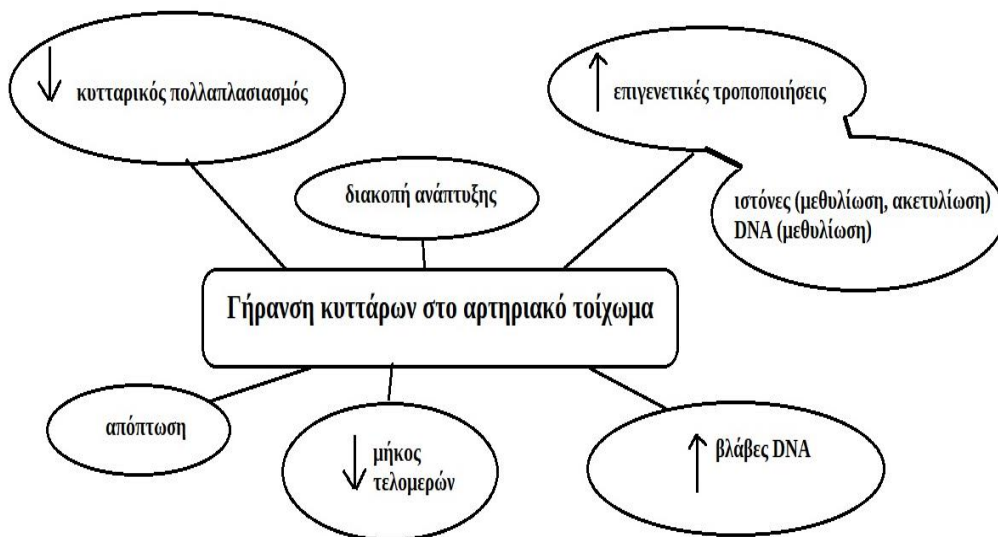 κυτταρικός πολλαπλασιασμός
επιγενετικές τροποποιήσεις
ιστόνες (μεθυλίωση, ακετυλίωση)
DNA (μεθυλίωση)
διακοπή ανάπτυξης
Γήρανση κυττάρων στο αρτηριακό τοίχωμα
απόπτωση
μήκος
τελομερών
βλάβες DNA